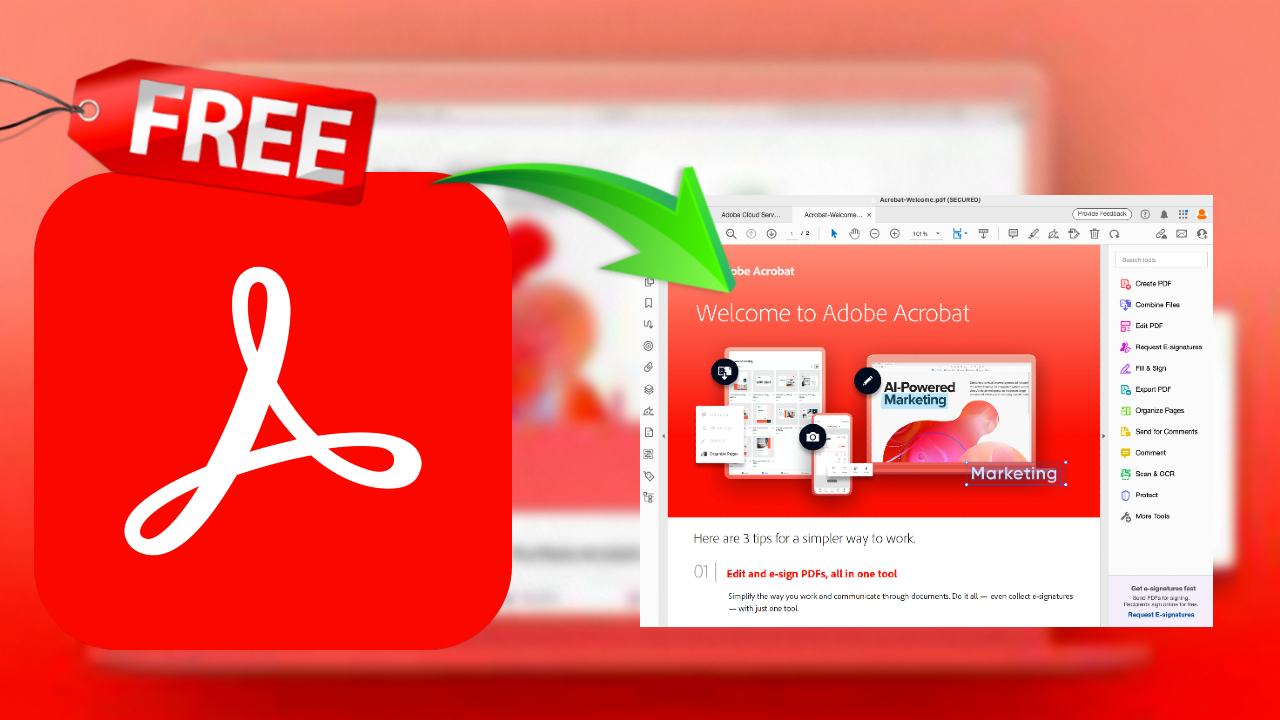 FREE
Acrobat-Welcome.pdf (SECURED)
Adobe Cloud Serv...
Acrobat-Welcome...
Provide Feedback
1 / 2
101%
obe Acrobat
Welcome to Adobe Acrobat
AI-Powered
Marketing
Organize Pages
Marketing
Here are 3 tips for a simpler way to work.
01
Edit and e-sign PDFs, all in one tool
Simplify the way you work and communicate through documents. Do it all — even collect e-signatures
— with just one tool.
Search tools
Create PDF
Combine Files
Edit PDF
Request E-signatures
Fill & Sign
Export PDF
Organize Pages
Send for Comments
Comment
Scan & OCR
Protect
More Tools
Get e-signatures fast
Send PDFs for signing.
Recipients sign online for free.
Request E-signatures